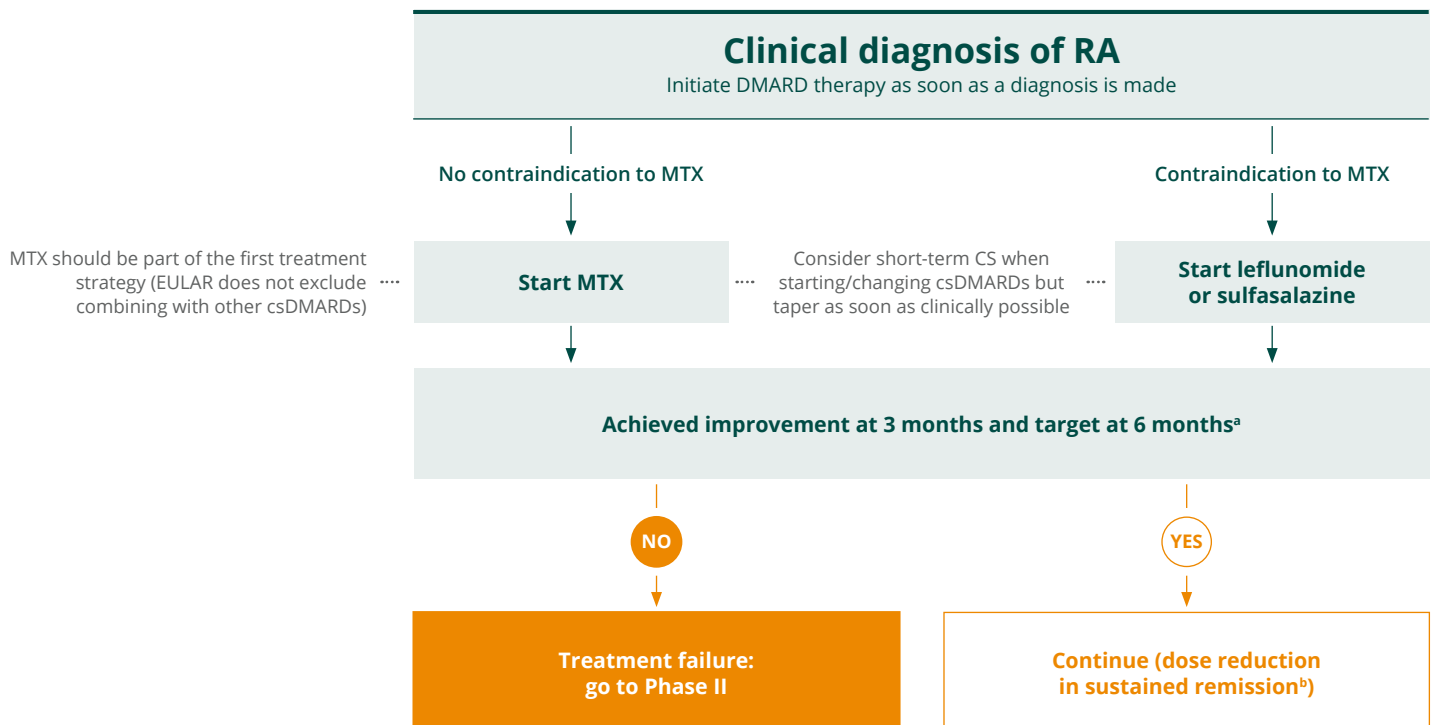 Clinical diagnosis of RA
Initiate DMARD therapy as soon as a diagnosis is made
No contraindication to MTX
Contraindication to MTX
MTX should be part of the first treatment
strategy (EULAR does not exclude
combining with other csDMARDs)
Start MTX
Consider short-term CS when
starting/changing csDMARDs but
taper as soon as clinically possible
Start leflunomide
or sulfasalazine
Achieved improvement at 3 months and target at 6 monthsᵃ
NO
YES
Treatment failure:
go to Phase II
Continue (dose reduction
in sustained remissionᵇ)